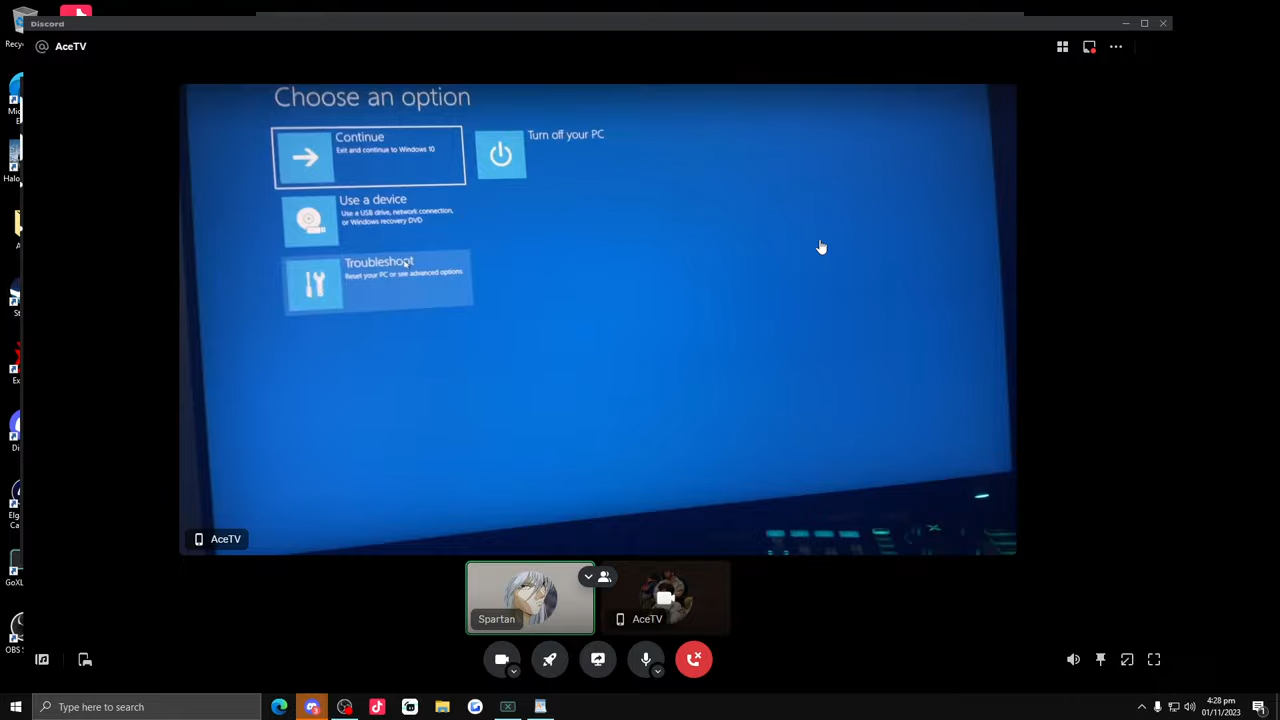 Discord
AceTV
Choose an option
Continue
Exit and continue to Windows 10
Turn off your PC
Use a device
Use a USB drive, network connection,
or Windows recovery DVD
Troubleshoot
Reset your PC or see advanced options
AceTV
Spartan
AceTV
Type here to search
4:28 pm
01/11/2023